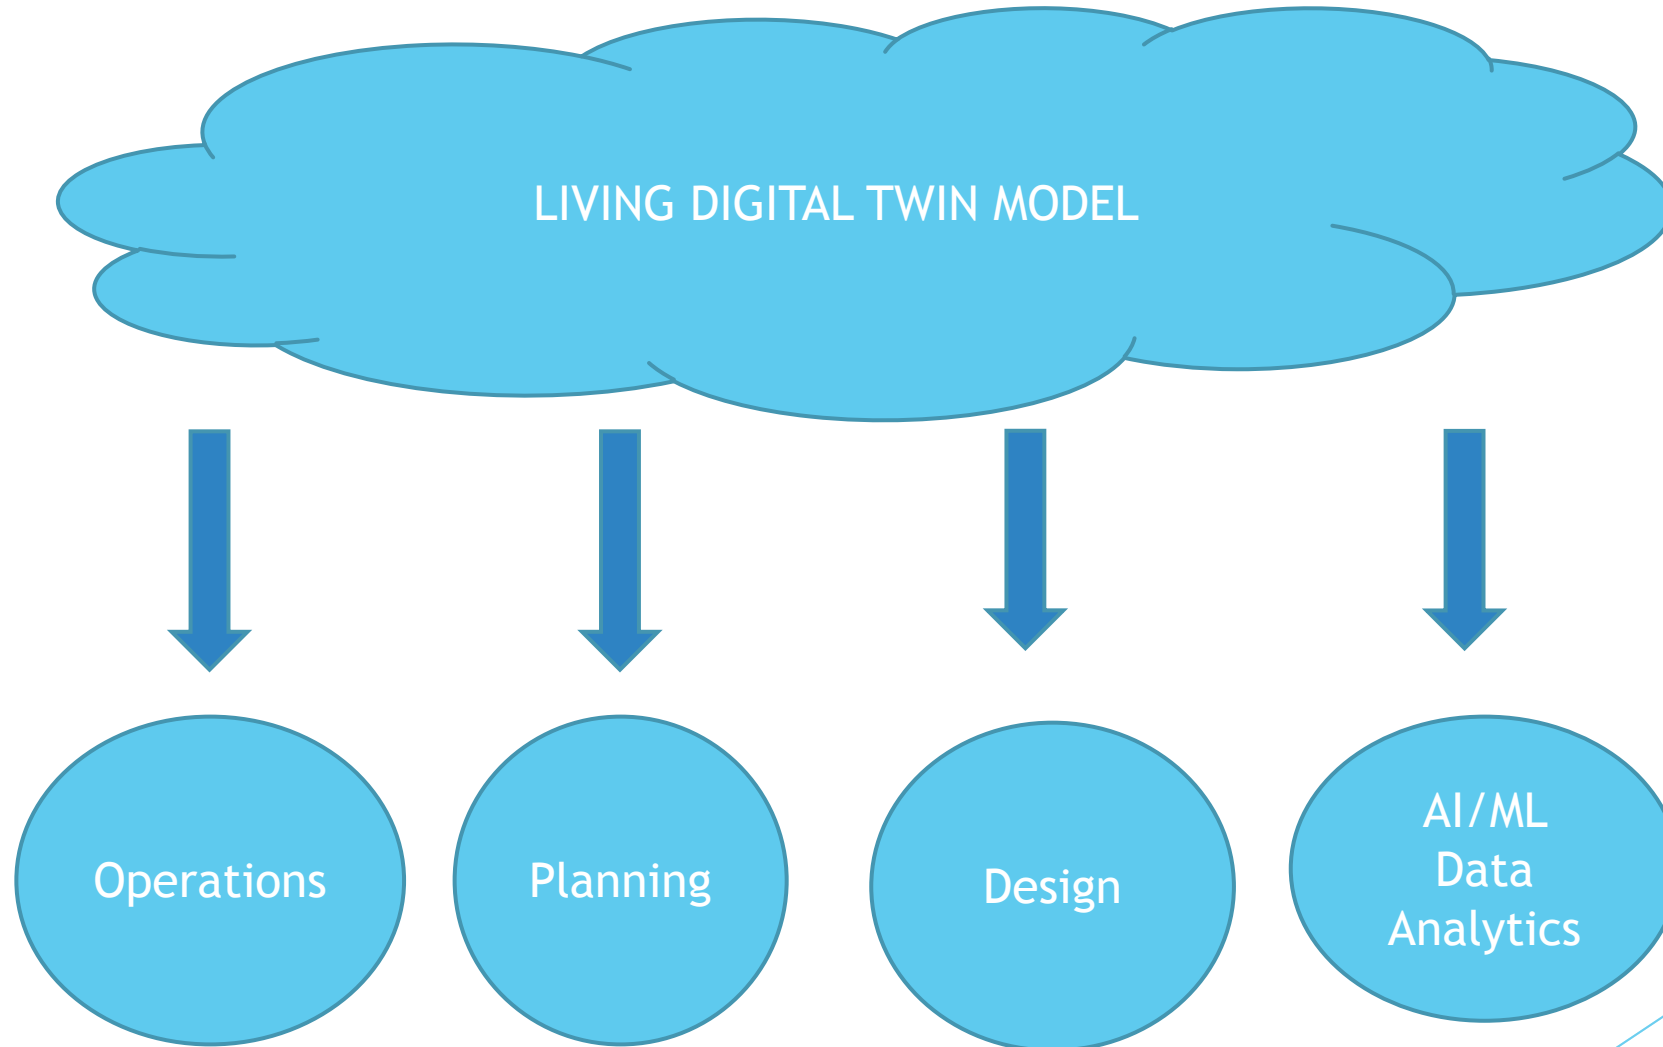 LIVING DIGITAL TWIN MODEL
Operations
Planning
Design
AI/ML
Data
Analytics